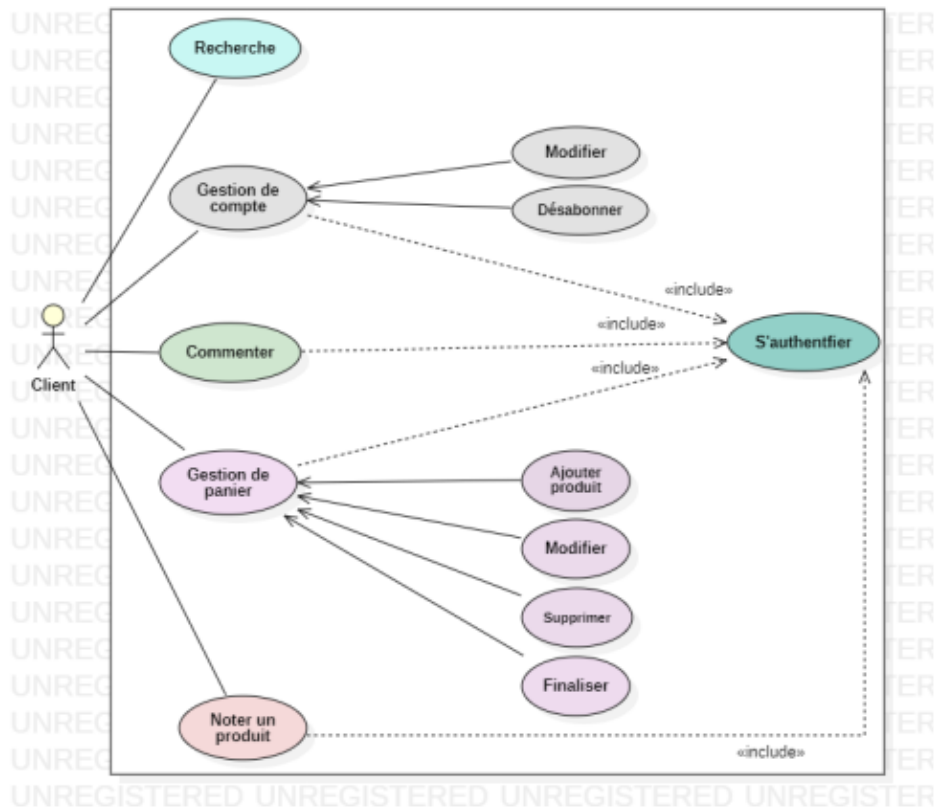 Recherche
Modifier
Gestion de
compte
Désabonner
«include»
«include»
S'authentfier
Commenter
«include»
Client
Gestion de
panier
Ajouter
produit
Modifier
Supprimer
Finaliser
Noter un
produit
«include»
UNREGISTERED UNREGISTERED UNREGISTERED UNREGISTER